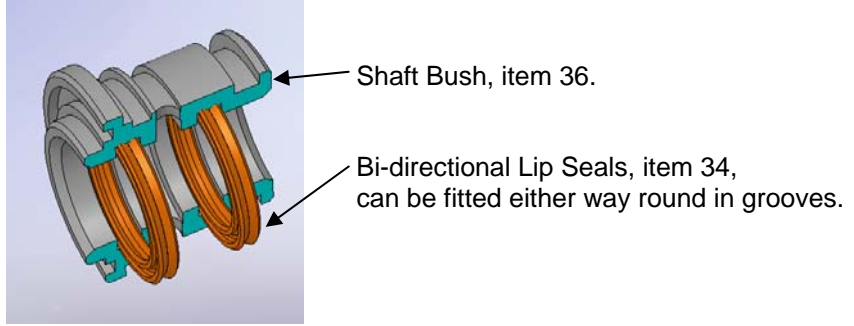 Shaft Bush, item 36.
Bi-directional Lip Seals, item 34,
can be fitted either way round in grooves.